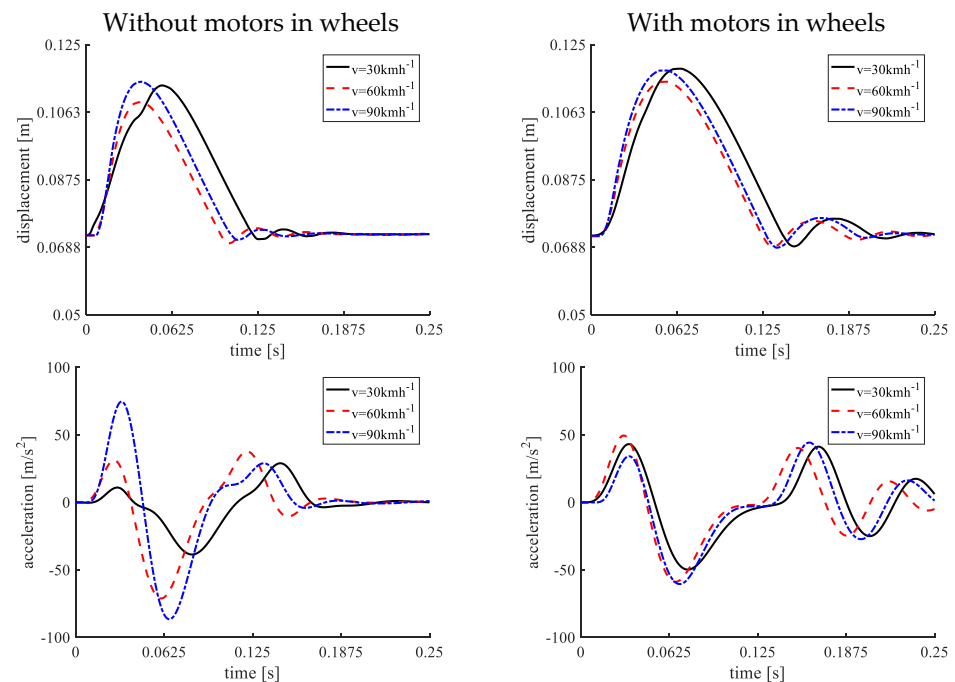 Without motors in wheels
With motors in wheels
0.125
0.1063
0.0875
0.0688
0.05
displacement [m]
v=30kmh-1
v=60kmh-1
v=90kmh-1
0
0.0625
0.125
0.1875
0.25
time [s]
0.125
0.1063
0.0875
0.0688
0.05
displacement [m]
v=30kmh-1
v=60kmh-1
v=90kmh-1
0
0.0625
0.125
0.1875
0.25
time [s]
100
50
0
-50
-100
acceleration [m/s2]
v=30kmh-1
v=60kmh-1
v=90kmh-1
0
0.0625
0.125
0.1875
0.25
time [s]
100
50
0
-50
-100
acceleration [m/s2]
v=30kmh-1
v=60kmh-1
v=90kmh-1
0
0.0625
0.125
0.1875
0.25
time [s]